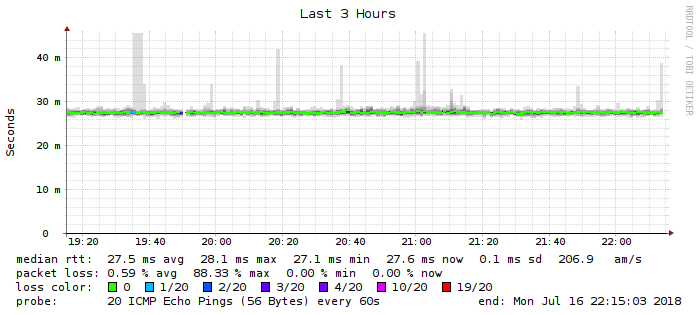 Last 3 Hours
RRDTOOL / TOBI OETIKER
Seconds
40 m
30 m
20 m
10 m
0
19:20 19:40 20:00 20:20 20:40 21:00 21:20 21:40 22:00
median rtt: 27.5 ms avg 28.1 ms max 27.1 ms min 27.6 ms now 0.1 ms sd 206.9 am/s
packet loss: 0.59 % avg 88.33 % max 0.00 % min 0.00 % now
loss color: 0 1/20 2/20 3/20 4/20 10/20 19/20
probe: 20 ICMP Echo Pings (56 Bytes) every 60s end: Mon Jul 16 22:15:03 2018